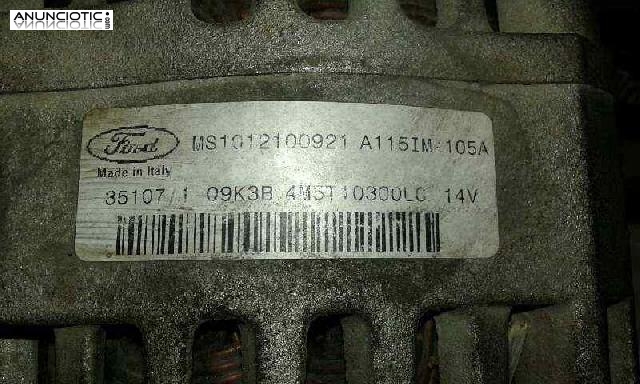 ANUNCIOTIC.com
Ford MS1012100921 A115IM-105A
Made in Italy
35107/1 09K3B 4M5T10300LC 14V